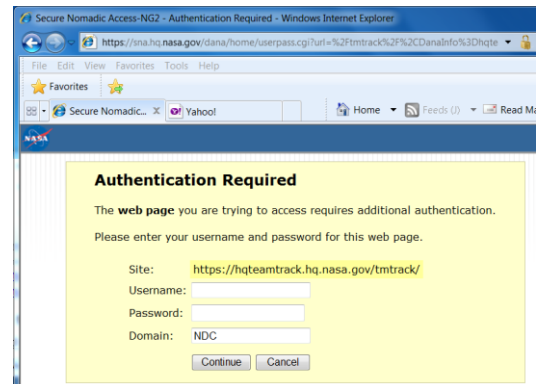 Secure Nomadic Access-NG2 - Authentication Required - Windows Internet Explorer
https://sna.hq.nasa.gov/dana/home/userpass.cgi?url=%2Ftmtrack%2F%2CDanaInfo%3Dhqte
File Edit View Favorites Tools Help
Favorites
Secure Nomadic... X Yahoo! Home Feeds (J) Read Ma
NASA
Authentication Required
The web page you are trying to access requires additional authentication.
Please enter your username and password for this web page.
Site: https://hqteamtrack.hq.nasa.gov/tmtrack/
Username:
Password:
Domain: NDC
Continue Cancel